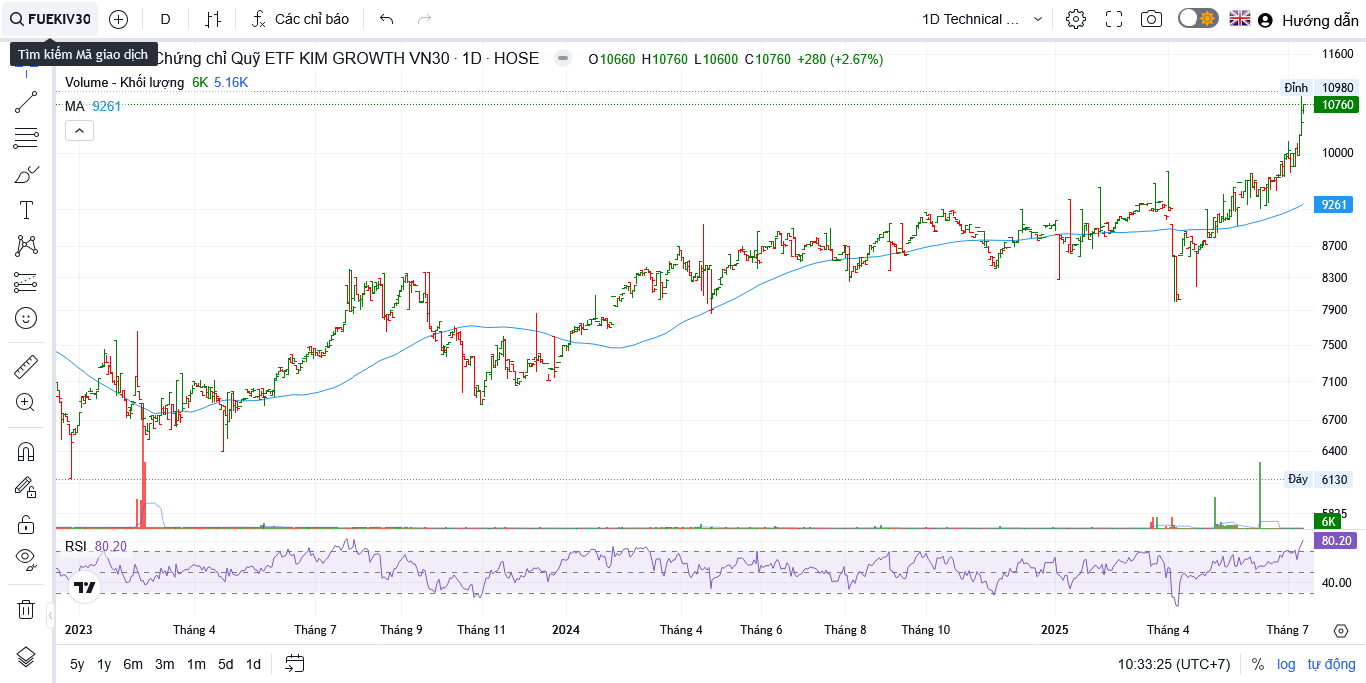 FUEKIV30 D Các chỉ báo 1D Technical ... Hướng dẫn
Tìm kiếm Mã giao dịch
Chứng chỉ Quỹ ETF KIM GROWTH VN30 · 1D · HOSE O10660 H10760 L10600 C10760 +280 (+2.67%)
Volume - Khối lượng 6K 5.16K
MA 9261
11600
Đỉnh 10980
10760
10000
9261
8700
8300
7900
7500
7100
6700
6400
Đáy 6130
5825
6K
RSI 80.20
80.20
40.00
2023 Tháng 4 Tháng 7 Tháng 9 Tháng 11 2024 Tháng 4 Tháng 6 Tháng 8 Tháng 10 2025 Tháng 4 Tháng 7
5y 1y 6m 3m 1m 5d 1d 10:33:25 (UTC+7) % log tự động